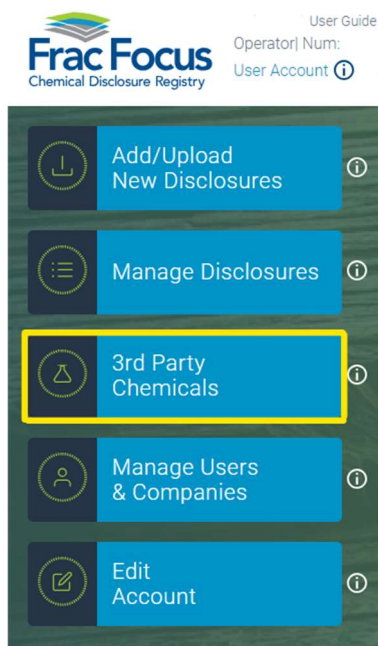 User Guide
Frac Focus
Chemical Disclosure Registry
Operator| Num:
User Account
Add/Upload
New Disclosures
Manage Disclosures
3rd Party
Chemicals
Manage Users
& Companies
Edit
Account